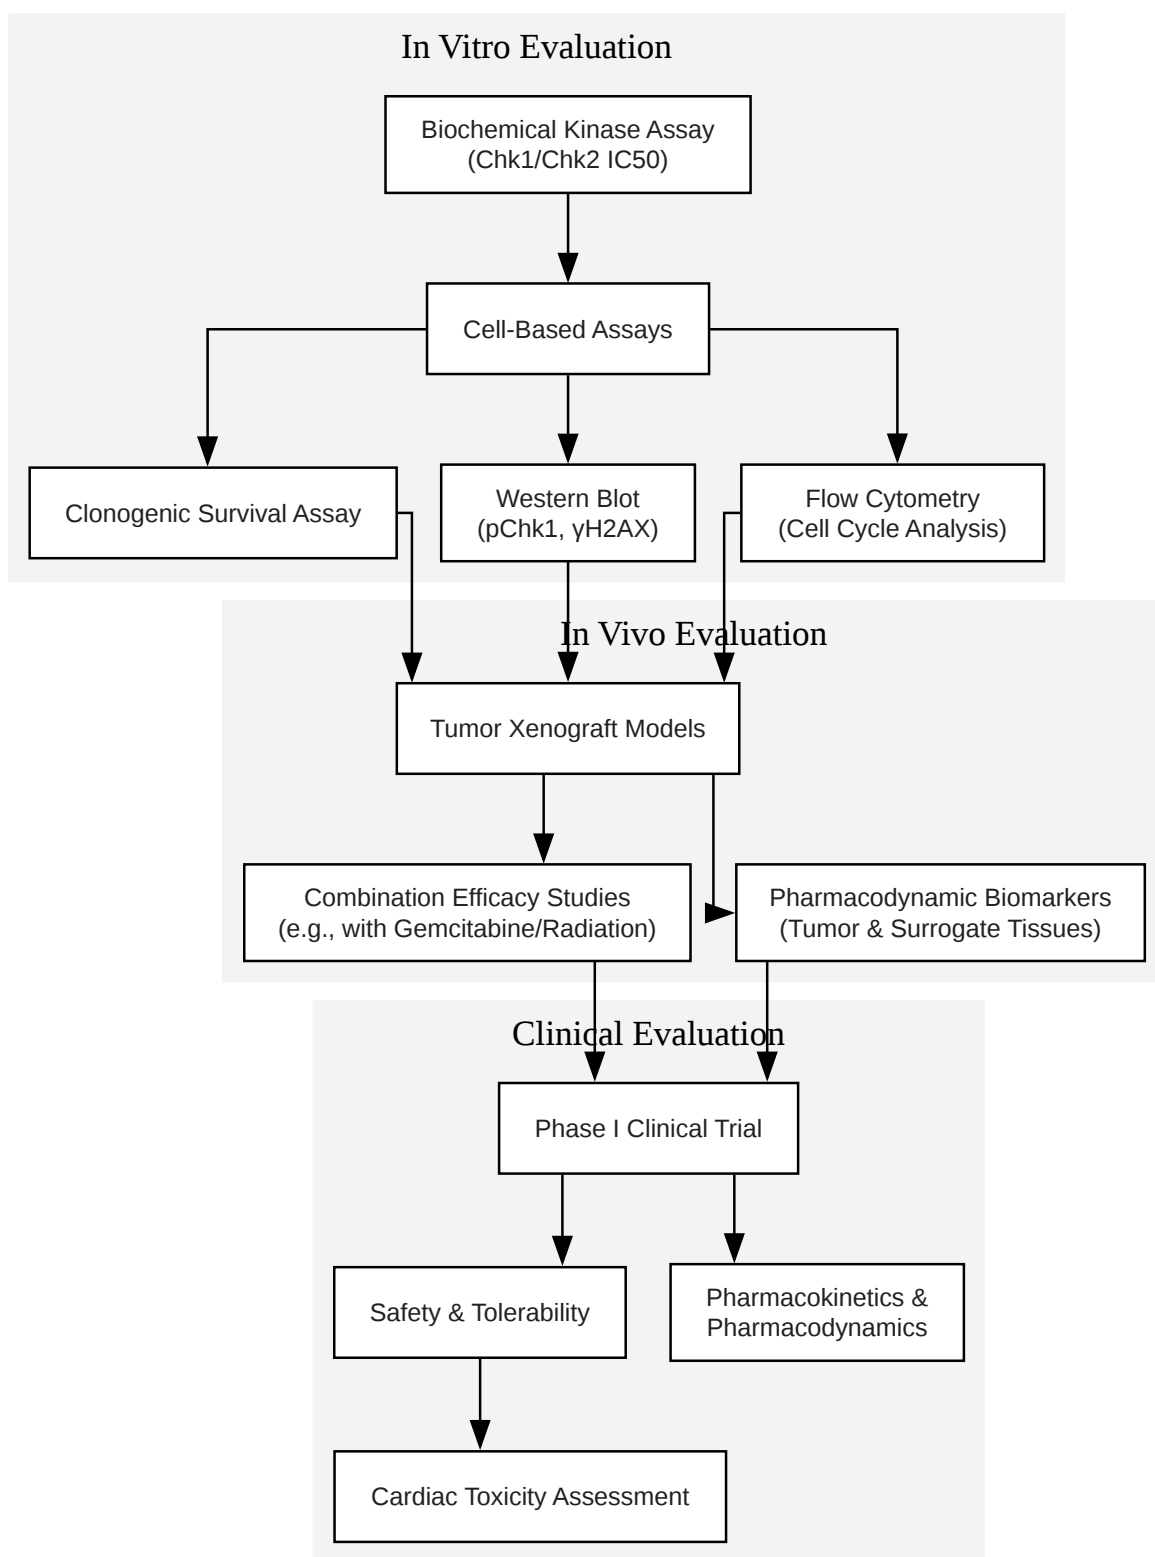 In Vitro Evaluation
Biochemical Kinase Assay
(Chk1/Chk2 IC50)
Cell-Based Assays
Clonogenic Survival Assay
Western Blot
(pChk1, γH2AX)
Flow Cytometry
(Cell Cycle Analysis)
In Vivo Evaluation
Tumor Xenograft Models
Combination Efficacy Studies
(e.g., with Gemcitabine/Radiation)
Pharmacodynamic Biomarkers
(Tumor & Surrogate Tissues)
Clinical Evaluation
Phase I Clinical Trial
Safety & Tolerability
Pharmacokinetics &
Pharmacodynamics
Cardiac Toxicity Assessment